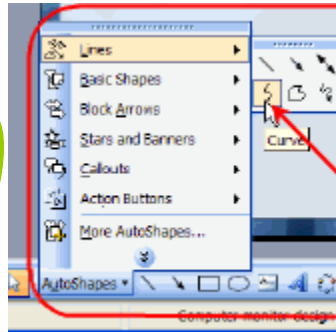 Lines
Basic Shapes
Block Arrows
Stars and Banners
Callouts
Action Buttons
More AutoShapes...
Curve
AutoShapes
Computer monitor design